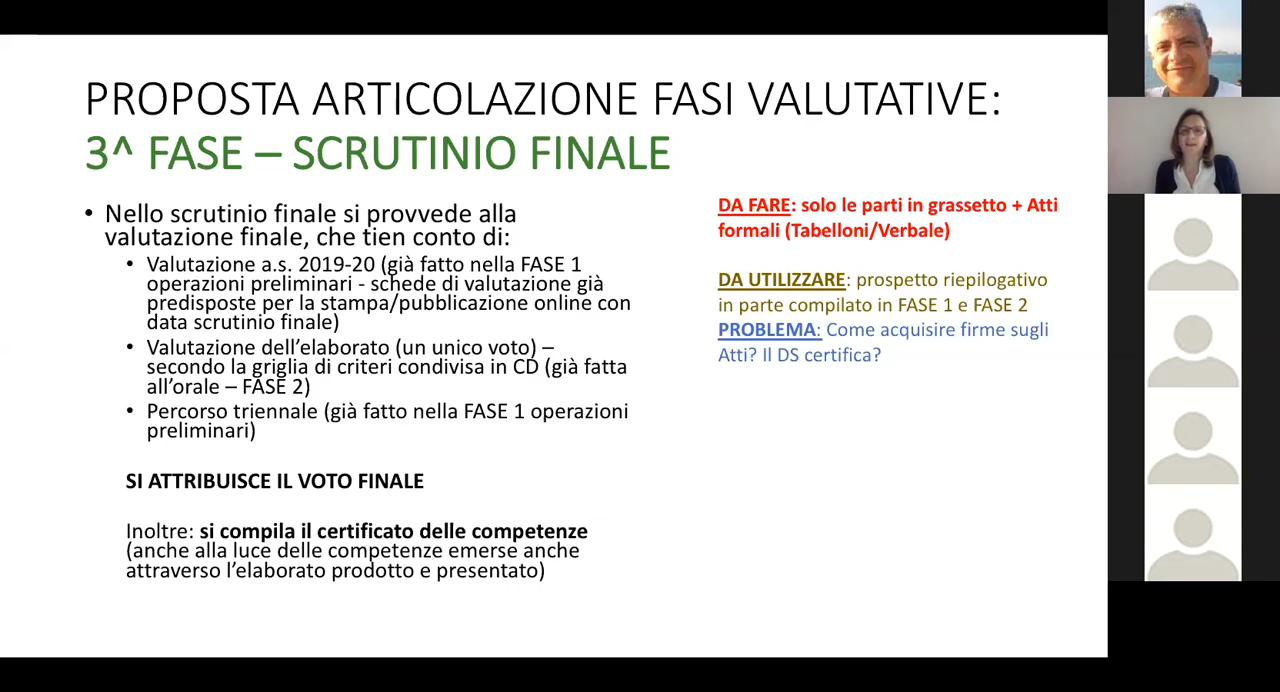 PROPOSTA ARTICOLAZIONE FASI VALUTATIVE:
3^ FASE – SCRUTINIO FINALE
• Nello scrutinio finale si provvede alla
valutazione finale, che tien conto di:
• Valutazione a.s. 2019-20 (già fatto nella FASE 1
operazioni preliminari - schede di valutazione già
predisposte per la stampa/pubblicazione online con
data scrutinio finale)
• Valutazione dell’elaborato (un unico voto) –
secondo la griglia di criteri condivisa in CD (già fatta
all’orale – FASE 2)
• Percorso triennale (già fatto nella FASE 1 operazioni
preliminari)
SI ATTRIBUISCE IL VOTO FINALE
Inoltre: si compila il certificato delle competenze
(anche alla luce delle competenze emerse anche
attraverso l’elaborato prodotto e presentato)
DA FARE: solo le parti in grassetto + Atti
formali (Tabelloni/Verbale)
DA UTILIZZARE: prospetto riepilogativo
in parte compilato in FASE 1 e FASE 2
PROBLEMA: Come acquisire firme sugli
Atti? Il DS certifica?